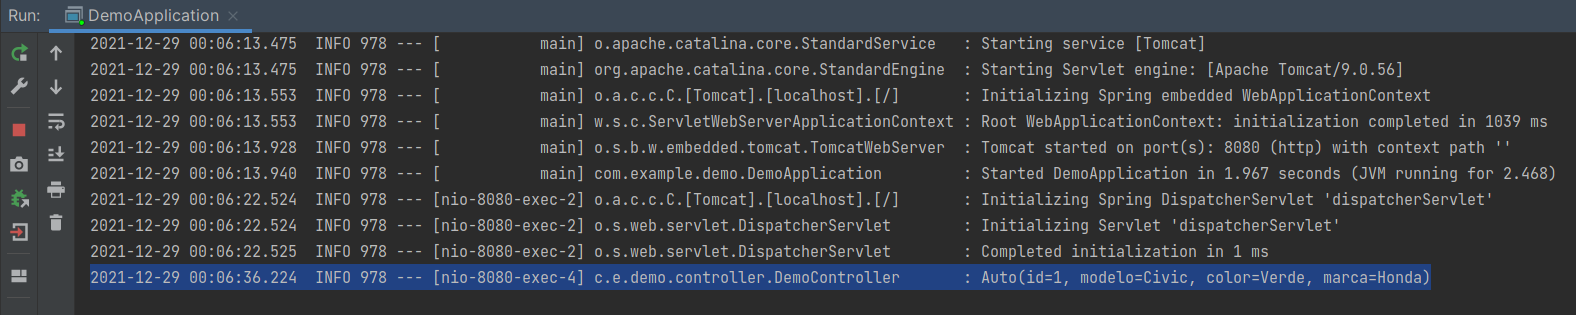 Run: DemoApplication
2021-12-29 00:06:13.475  INFO 978 --- [           main] o.apache.catalina.core.StandardService   : Starting service [Tomcat]
2021-12-29 00:06:13.475  INFO 978 --- [           main] org.apache.catalina.core.StandardEngine  : Starting Servlet engine: [Apache Tomcat/9.0.56]
2021-12-29 00:06:13.553  INFO 978 --- [           main] o.a.c.c.C.[Tomcat].[localhost].[/]       : Initializing Spring embedded WebApplicationContext
2021-12-29 00:06:13.553  INFO 978 --- [           main] w.s.c.ServletWebServerApplicationContext : Root WebApplicationContext: initialization completed in 1039 ms
2021-12-29 00:06:13.928  INFO 978 --- [           main] o.s.b.w.embedded.tomcat.TomcatWebServer  : Tomcat started on port(s): 8080 (http) with context path ''
2021-12-29 00:06:13.940  INFO 978 --- [           main] com.example.demo.DemoApplication         : Started DemoApplication in 1.967 seconds (JVM running for 2.468)
2021-12-29 00:06:22.524  INFO 978 --- [nio-8080-exec-2] o.a.c.c.C.[Tomcat].[localhost].[/]       : Initializing Spring DispatcherServlet 'dispatcherServlet'
2021-12-29 00:06:22.524  INFO 978 --- [nio-8080-exec-2] o.s.web.servlet.DispatcherServlet        : Initializing Servlet 'dispatcherServlet'
2021-12-29 00:06:22.525  INFO 978 --- [nio-8080-exec-2] o.s.web.servlet.DispatcherServlet        : Completed initialization in 1 ms
2021-12-29 00:06:36.224  INFO 978 --- [nio-8080-exec-4] c.e.demo.controller.DemoController       : Auto(id=1, modelo=Civic, color=Verde, marca=Honda)